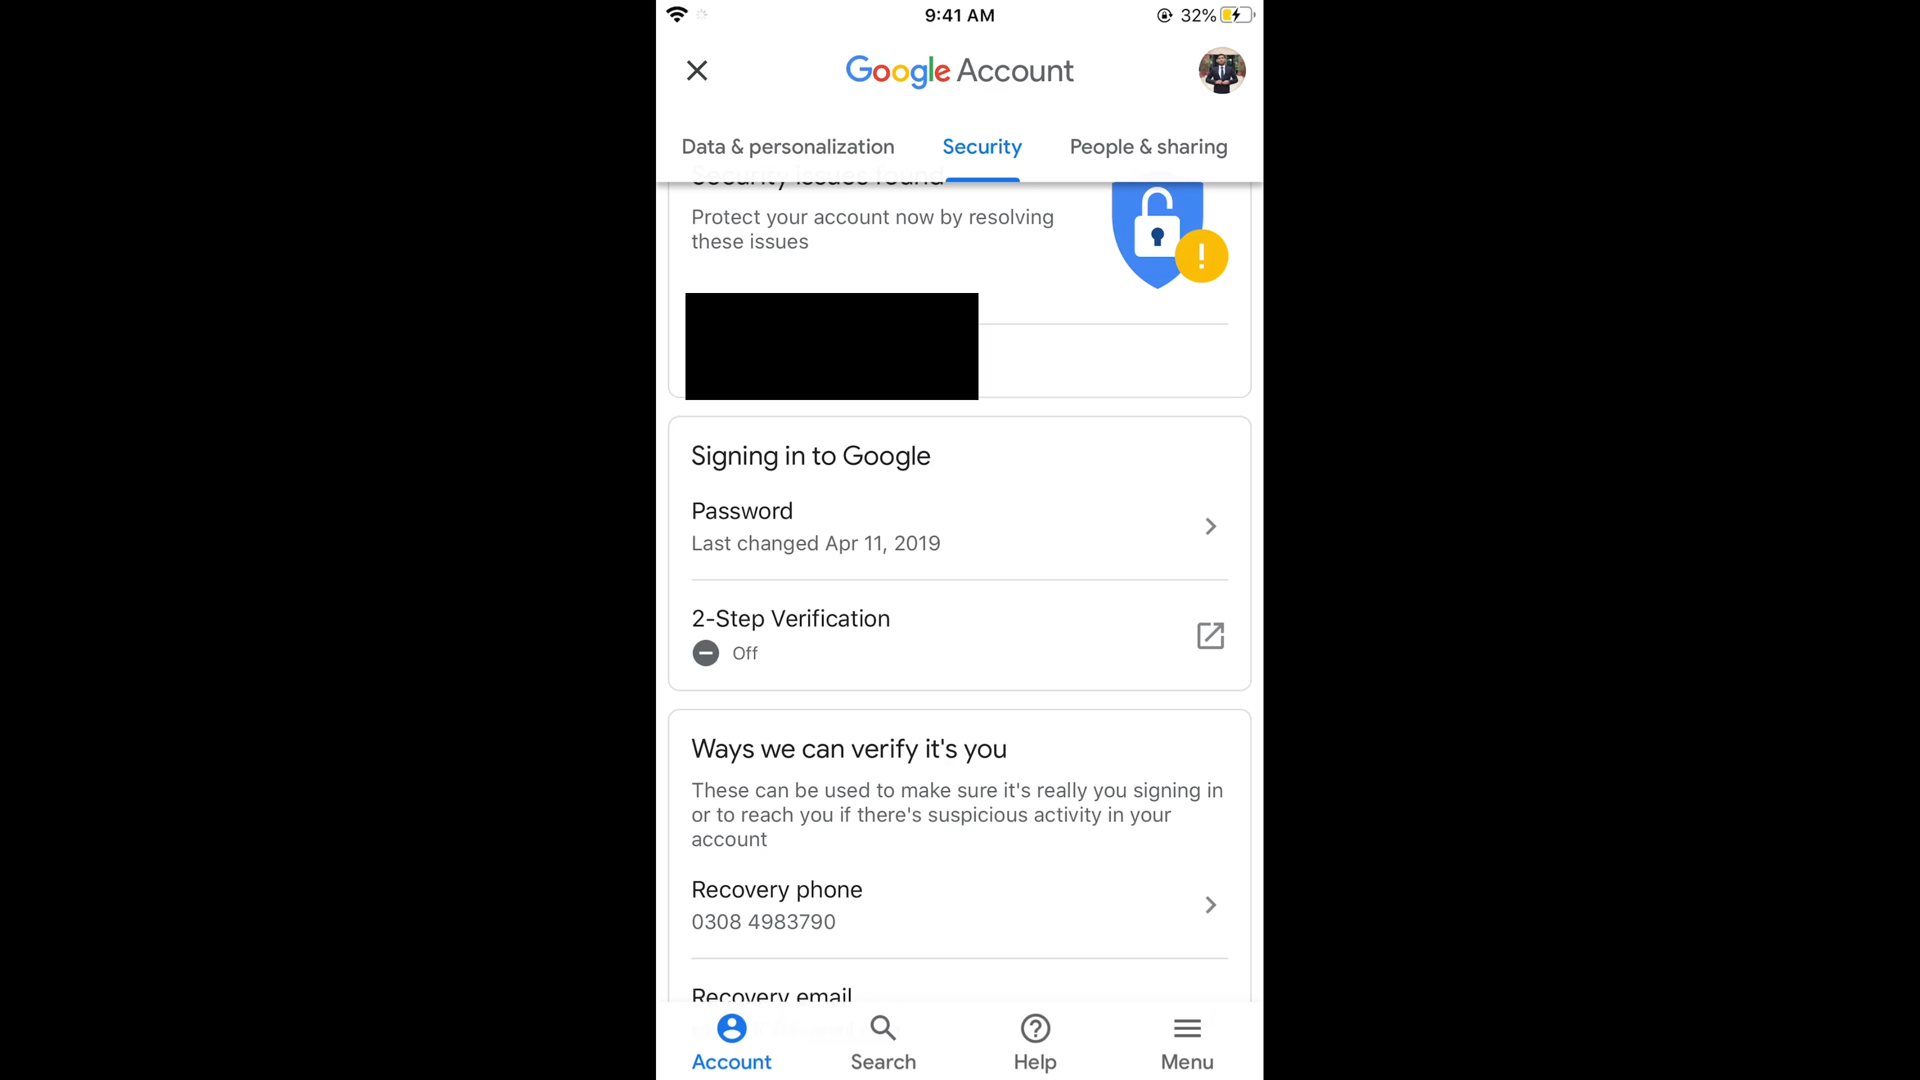 9:41 AM
32%
Google Account
Data & personalization
Security
People & sharing
Security issues found
Protect your account now by resolving
these issues
Signing in to Google
Password
Last changed Apr 11, 2019
2-Step Verification
Off
Ways we can verify it's you
These can be used to make sure it's really you signing in
or to reach you if there's suspicious activity in your
account
Recovery phone
0308 4983790
Recovery email
Account
Search
Help
Menu